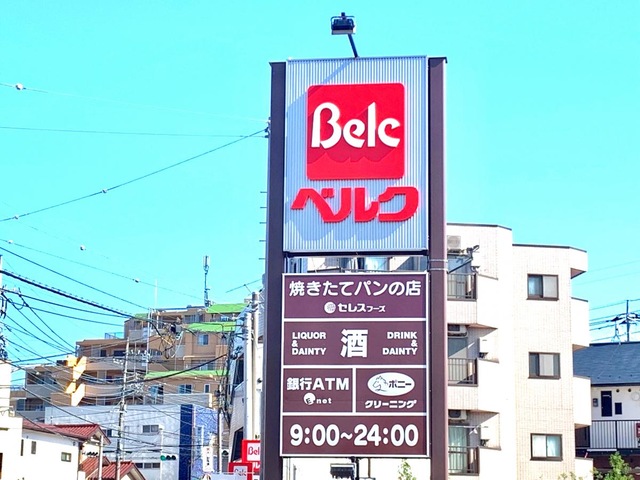 Belc
ベルク
焼きたてパンの店
セレスフーズ
LIQUOR & DAINTY
酒
DRINK & DAINTY
銀行ATM
net
ポニー
クリーニング
9:00~24:00
Belc
Belc